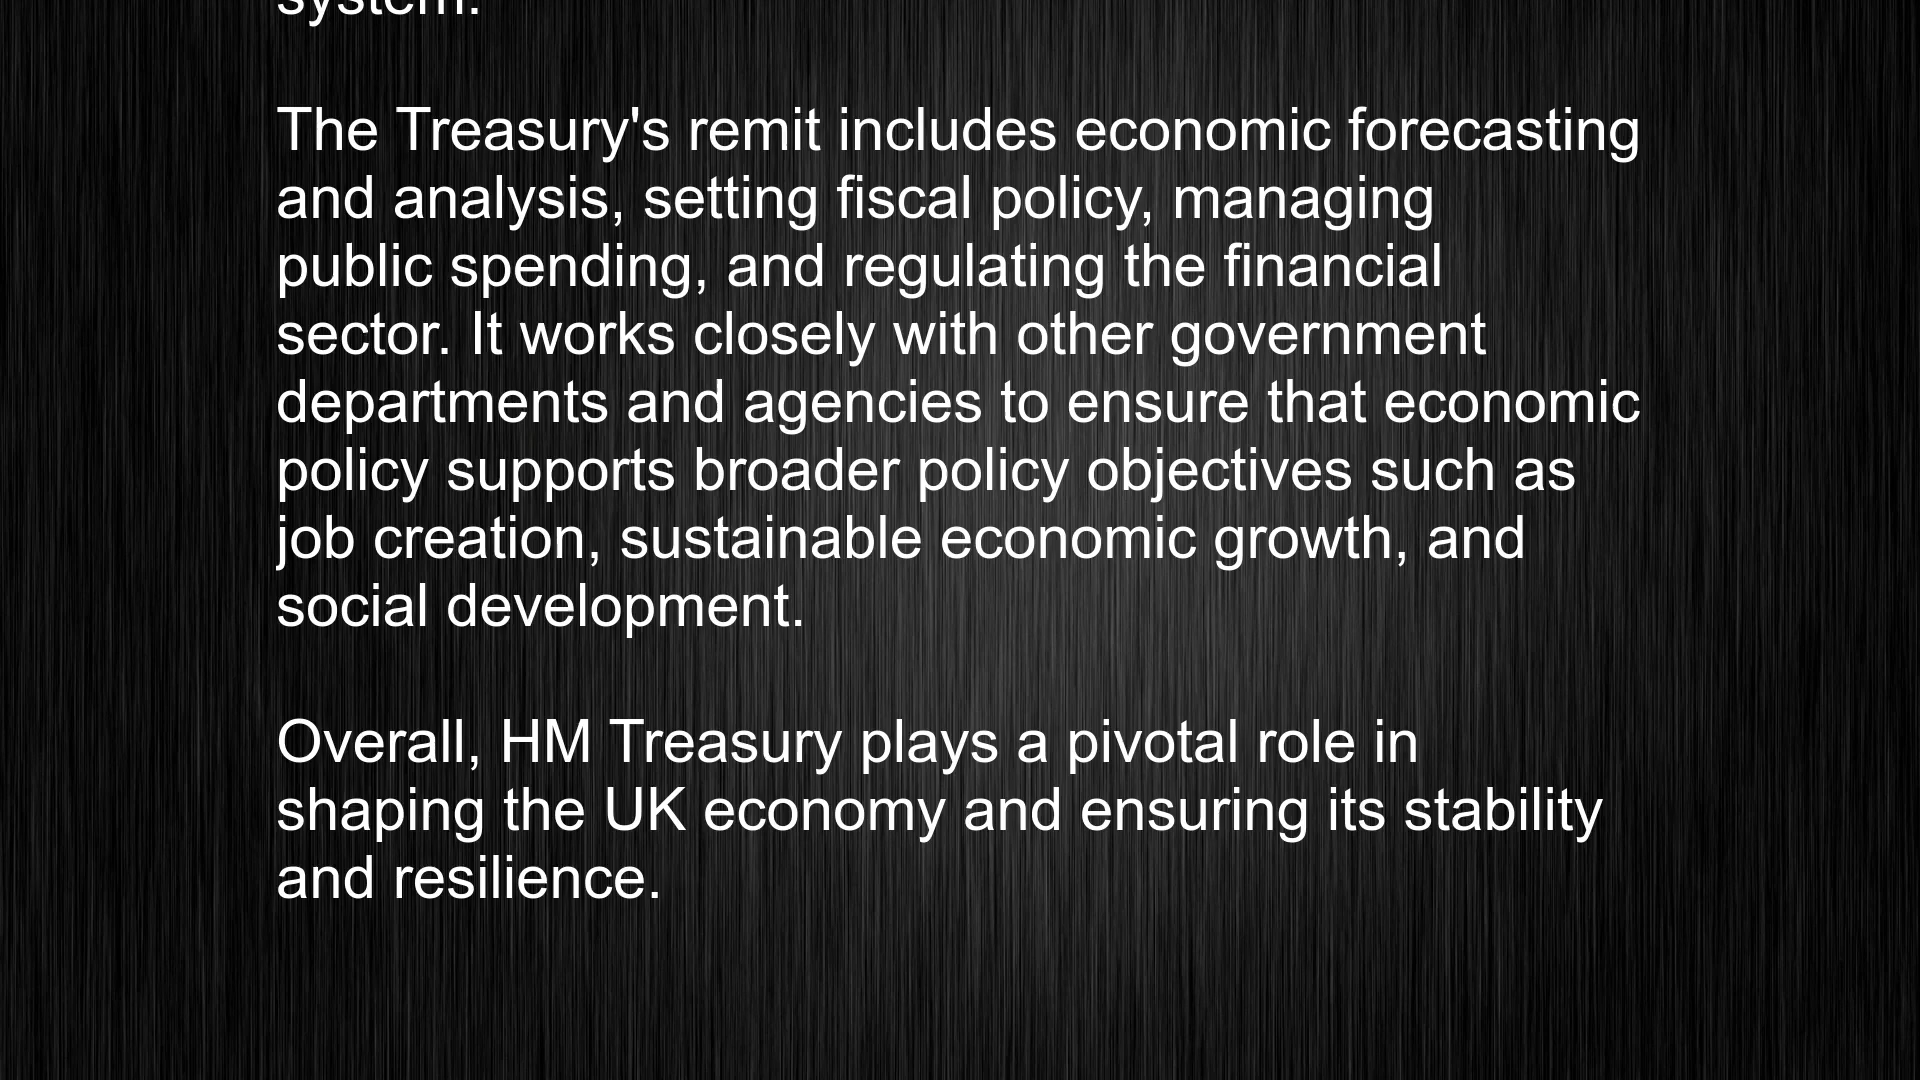 system.
The Treasury's remit includes economic forecasting
and analysis, setting fiscal policy, managing
public spending, and regulating the financial
sector. It works closely with other government
departments and agencies to ensure that economic
policy supports broader policy objectives such as
job creation, sustainable economic growth, and
social development.
Overall, HM Treasury plays a pivotal role in
shaping the UK economy and ensuring its stability
and resilience.